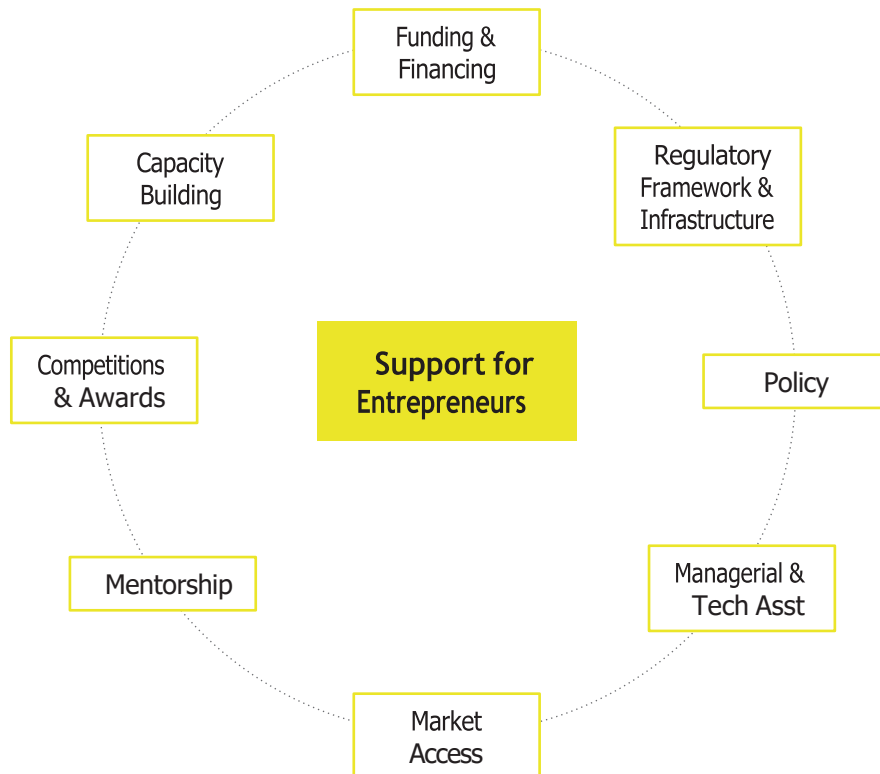 Funding &
Financing
Regulatory
Framework &
Infrastructure
Capacity
Building
Support for
Entrepreneurs
Competitions
& Awards
Policy
Mentorship
Managerial &
Tech Asst
Market
Access